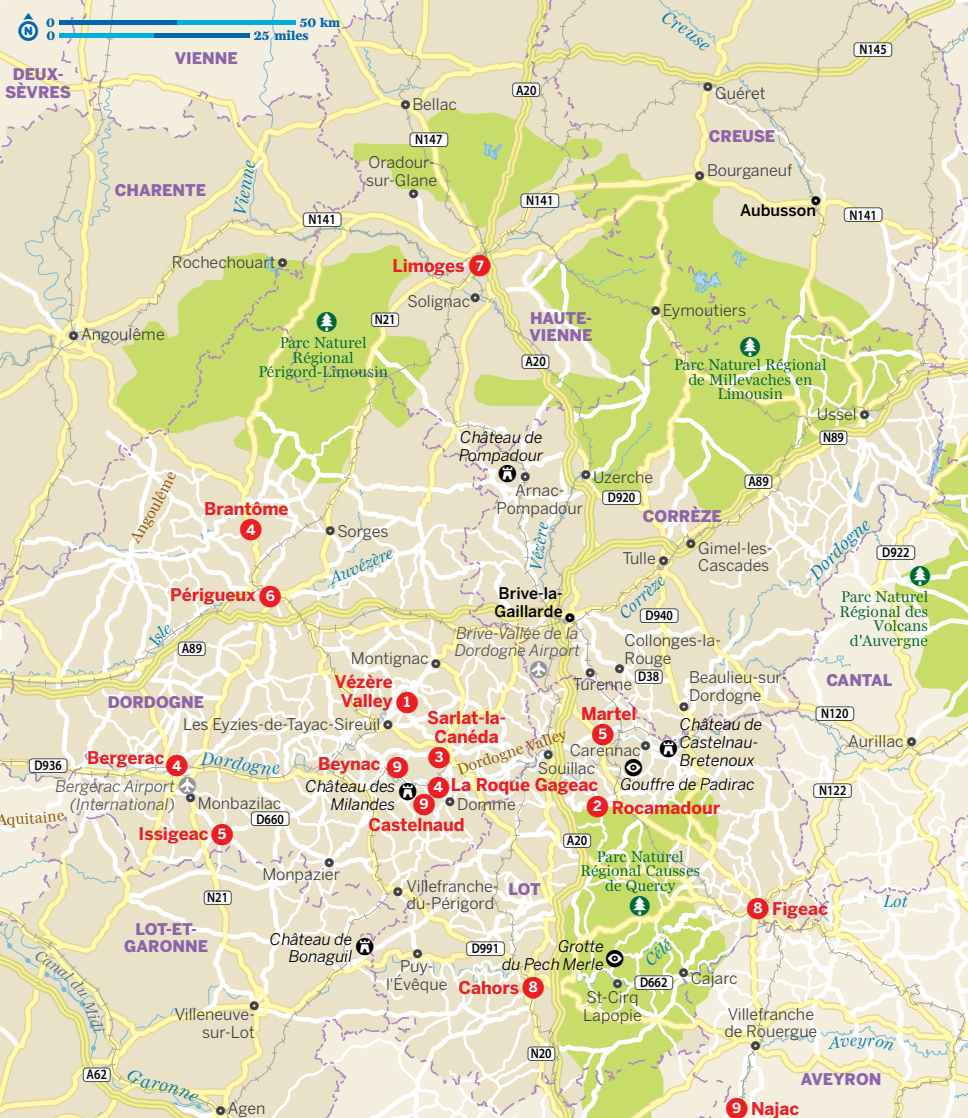 0 50 km
N
0 25 miles
Creuse
VIENNE
N145
DEUX-
SÈVRES
A20
Guéret
Bellac
CREUSE
N147
Oradour-
sur-Glane
Bourganeuf
CHARENTE
Vienne
N141
N141
Aubusson
N141
Rochechouart
Limoges 7
Solignac
Eymoutiers
HAUTE-
VIENNE
N21
Angoulême
Parc Naturel
Régional
Périgord-Limousin
A20
Parc Naturel Régional
de Millevaches en
Limousin
Ussel
N89
Château de
Pompadour
Arnac-
Pompadour
Uzerche
A89
D920
Angoulême
Brantôme
4
CORRÈZE
Sorges
Vézère
Dordogne
Auvézère
Tulle
Gimel-les-
Cascades
D922
Périgueux 6
Brive-la-
Gaillarde
Corrèze
Parc Naturel
Régional des
Volcans
d'Auvergne
D940
Isle
Brive-Vallée de la
Dordogne Airport
Collonges-la-
Rouge
A89
Montignac
Turenne
D38
Beaulieu-sur-
Dordogne
CANTAL
Vézère
Valley 1
DORDOGNE
Les Eyzies-de-Tayac-Sireuil
Sarlat-la-
Canéda
3
Martel
5
N120
Château de
Castelnau-
Bretenoux
Aurillac
Carennac
Dordogne Valley
Souillac
D936
Bergerac 4
Dordogne
Beynac 9
Gouffre de Padirac
Bergerac Airport
(International)
Château des
Milandes
4 La Roque Gageac
N122
Monbazilac
9
Castelnaud
Domme
2 Rocamadour
Aquitaine
D660
Issigeac 5
A20
Monpazier
Parc Naturel
Régional Causses
de Quercy
N21
Villefranche-
du-Périgord
LOT
8 Figeac
Lot
LOT-ET-
GARONNE
Château de
Bonaguil
D991
Grotte
du Pech Merle
Célé
Puy-
l'Évêque
Cahors 8
D662
Cajarc
St-Cirq
Lapopie
Canal du Midi
Villeneuve
sur-Lot
Villefranche
de Rouergue
Aveyron
N20
A62
Garonne
AVEYRON
Agen
9 Najac